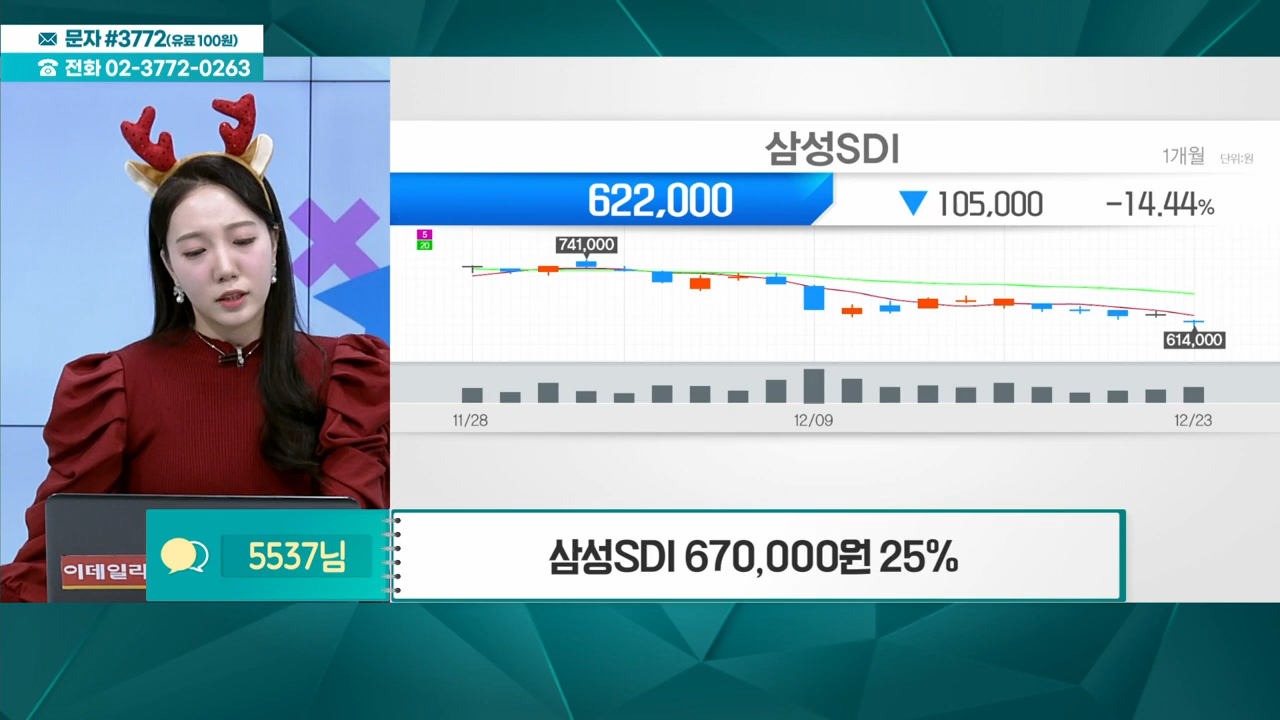 문자 #3772(유료 100원)
전화 02-3772-0263
삼성SDI
1개월 단위:원
622,000 ▼ 105,000 -14.44%
5
20
741,000
614,000
11/28 12/09 12/23
5537님
삼성SDI 670,000원 25%
이데일리